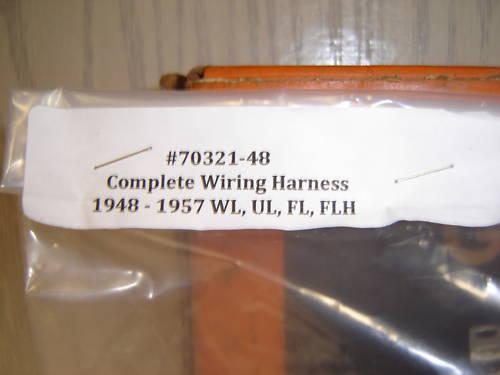 #70321-48
Complete Wiring Harness
1948 - 1957 WL, UL, FL, FLH